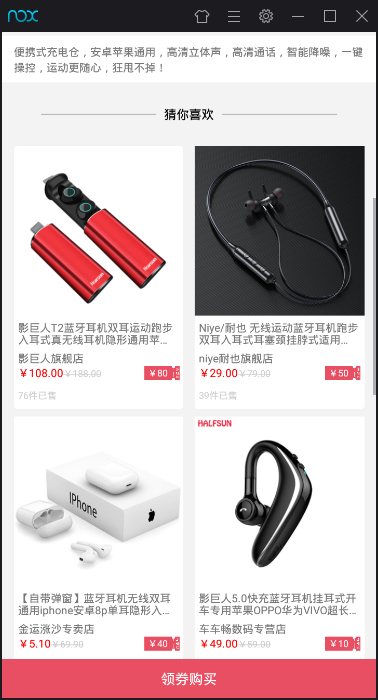 nox
便携式充电仓，安卓苹果通用，高清立体声，高清通话，智能降噪，一键
操控，运动更随心，狂甩不掉！
猜你喜欢
影巨人T2蓝牙耳机双耳运动跑步
入耳式真无线耳机隐形通用苹…
影巨人旗舰店
￥108.00￥188.00
￥80
76件已售
Niye/耐也 无线运动蓝牙耳机跑步
双耳入耳式耳塞颈挂脖式适用…
niye耐也旗舰店
￥29.00￥79.00
￥50
39件已售
iPhone
【自带弹窗】蓝牙耳机无线双耳
通用iphone安卓8p单耳隐形入…
金运涨沙专卖店
￥5.10￥69.90
￥40
HALFSUN
影巨人5.0快充蓝牙耳机挂耳式开
车专用苹果OPPO华为VIVO超长…
车车畅数码专营店
￥49.00￥59.00
￥10
领券购买